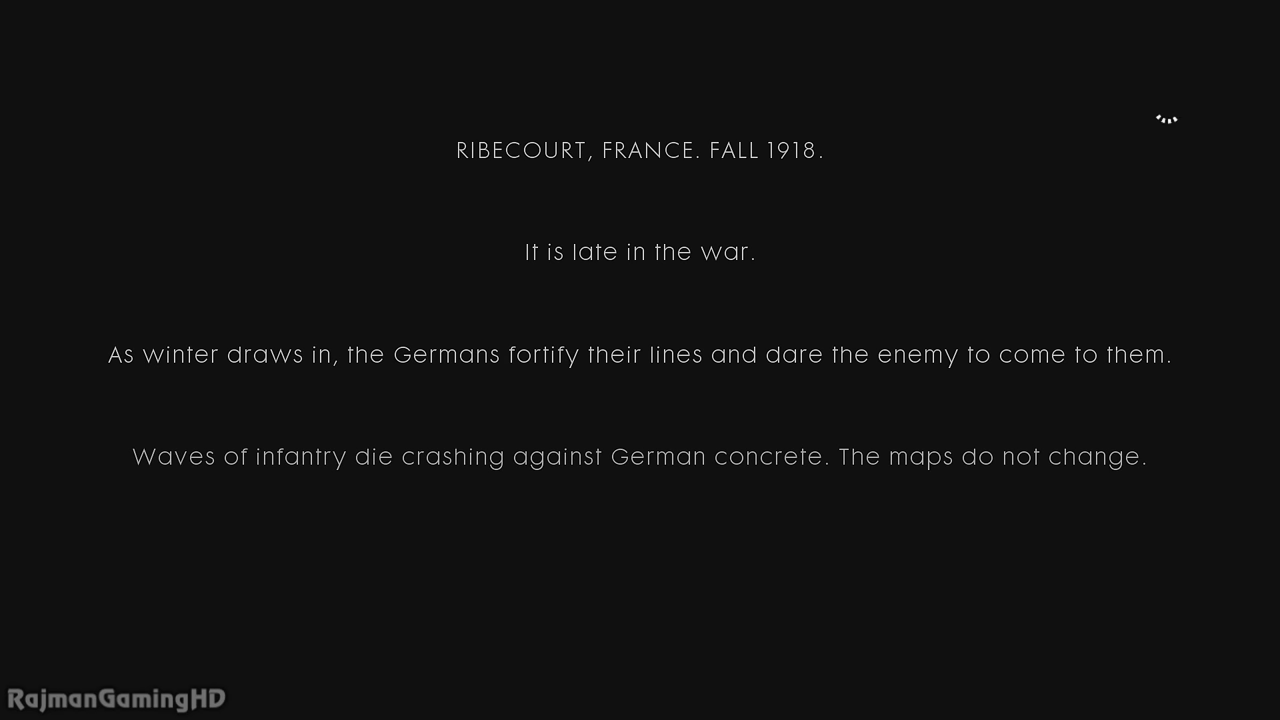 RIBECOURT, FRANCE. FALL 1918.
It is late in the war.
As winter draws in, the Germans fortify their lines and dare the enemy to come to them.
Waves of infantry die crashing against German concrete. The maps do not change.
RajmanGamingHD